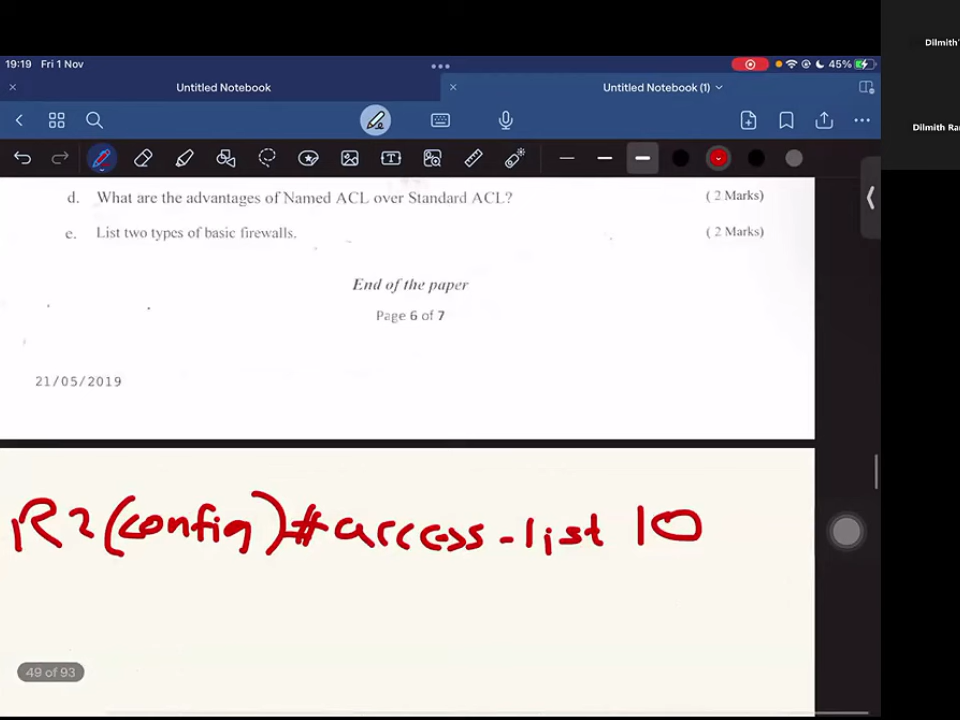 19:19 Fri 1 Nov
45%
Untitled Notebook
Untitled Notebook (1)
Dilmith'
Dilmith Ran
d. What are the advantages of Named ACL over Standard ACL? ( 2 Marks)
e. List two types of basic firewalls. ( 2 Marks)
End of the paper
Page 6 of 7
21/05/2019
R2(config)#access-list 10
49 of 93